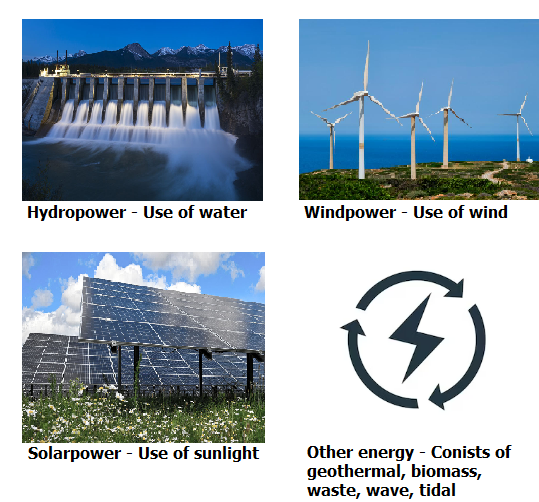 Hydropower - Use of water
Windpower - Use of wind
Solarpower - Use of sunlight
Other energy - Conists of
geothermal, biomass,
waste, wave, tidal